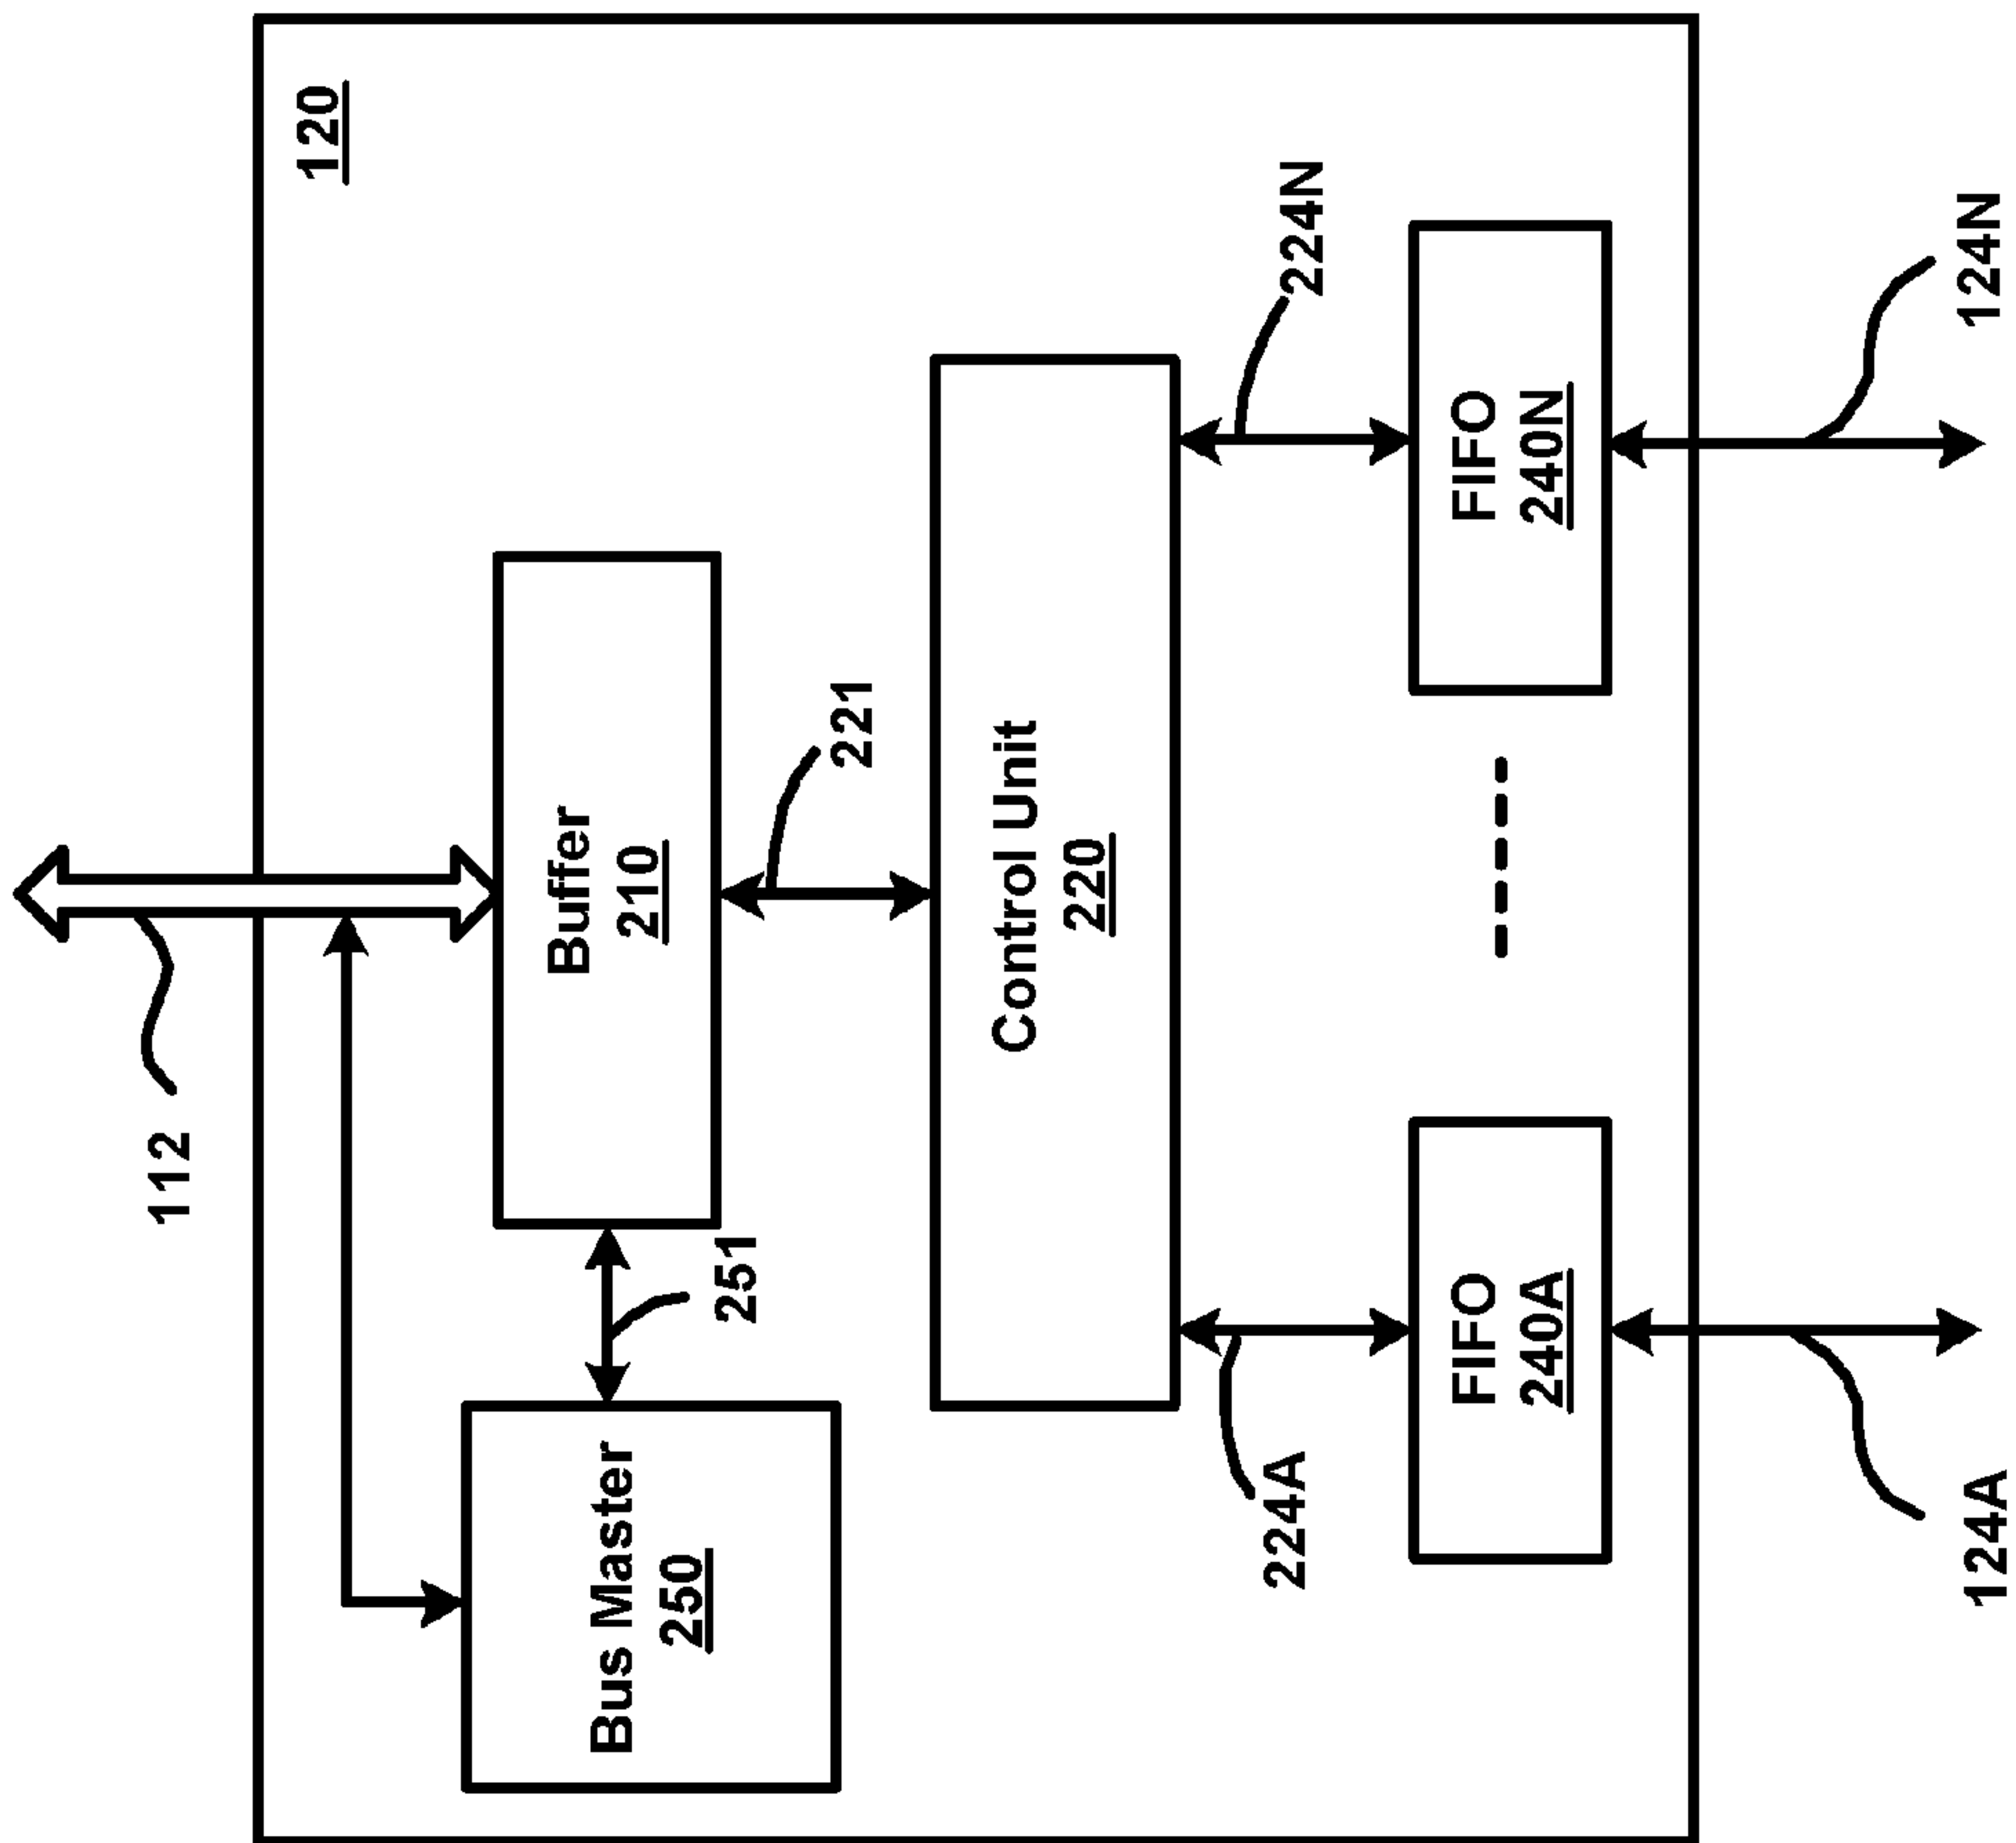 120
112
Bus Master
250
251
Buffer
210
221
Control Unit
220
224A
224N
FIFO
240A
FIFO
240N
124A
124N